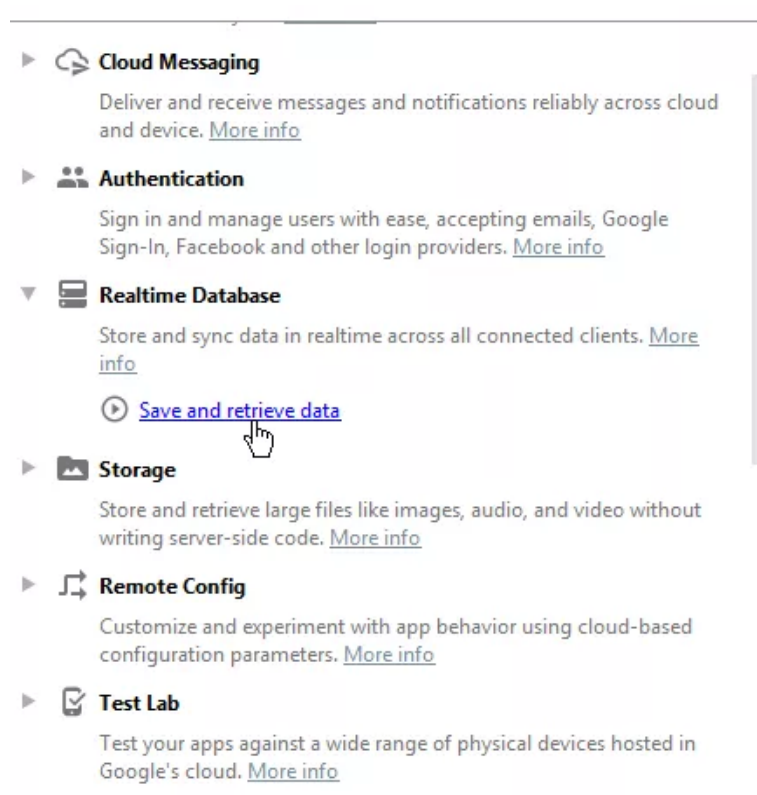 Cloud Messaging
Deliver and receive messages and notifications reliably across cloud
and device. More info
Authentication
Sign in and manage users with ease, accepting emails, Google
Sign-In, Facebook and other login providers. More info
Realtime Database
Store and sync data in realtime across all connected clients. More
info
Save and retrieve data
Storage
Store and retrieve large files like images, audio, and video without
writing server-side code. More info
Remote Config
Customize and experiment with app behavior using cloud-based
configuration parameters. More info
Test Lab
Test your apps against a wide range of physical devices hosted in
Google's cloud. More info